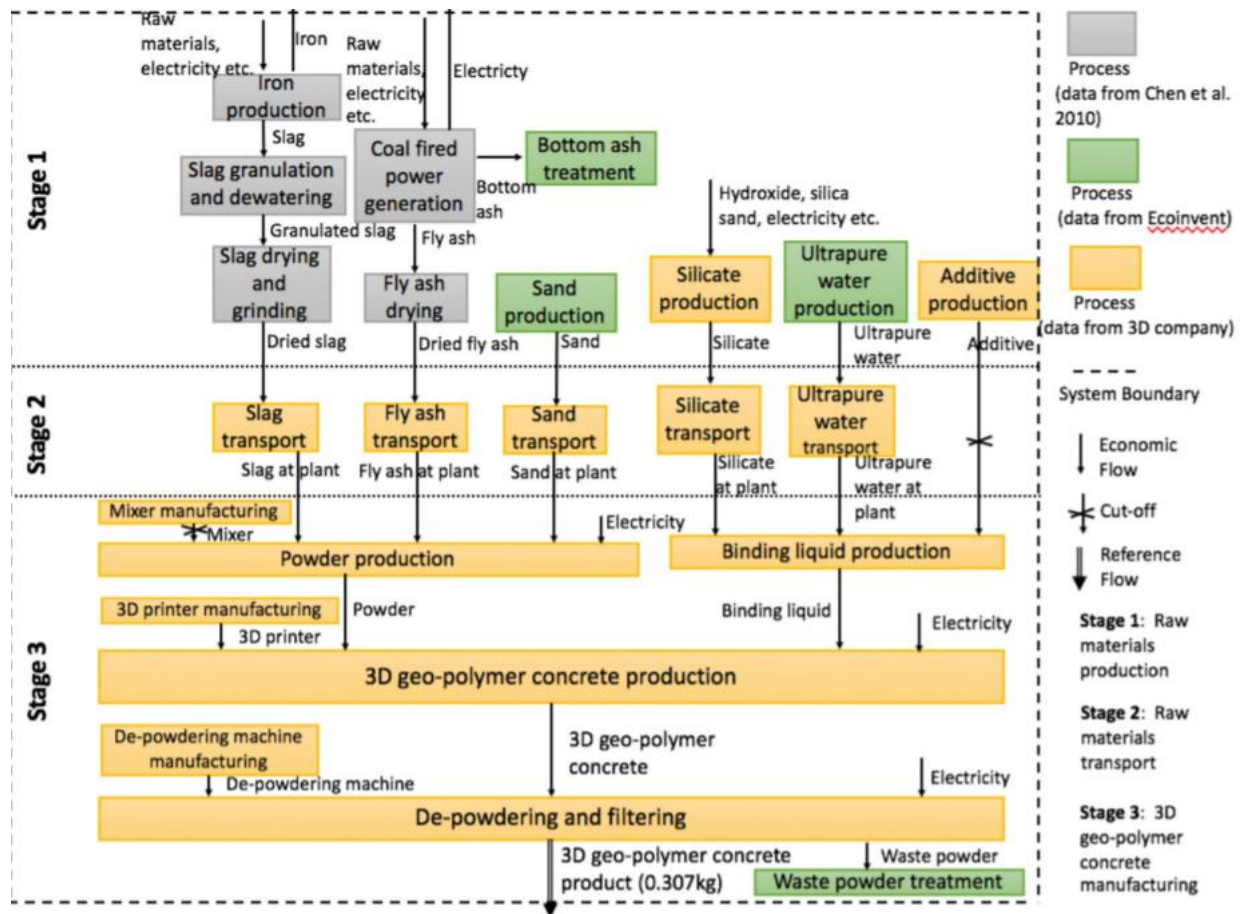 Raw
materials,
electricity etc.
Iron
Raw
materials,
electricity
etc.
Electricty
Iron
production
Slag
Slag granulation
and dewatering
Granulated slag
Slag drying
and
grinding
Dried slag
Coal fired
power
generation
Bottom
ash
Bottom ash
treatment
Fly ash
Fly ash
drying
Dried fly ash
Sand
production
Sand
Hydroxide, silica
sand, electricity etc.
Silicate
production
Silicate
Ultrapure
water
production
Ultrapure
water
Additive
production
Additive
Stage 1
Stage 2
Slag
transport
Slag at plant
Fly ash
transport
Fly ash at plant
Sand
transport
Sand at plant
Silicate
transport
Silicate
at plant
Ultrapure
water
transport
Ultrapure
water at
plant
Stage 3
Mixer manufacturing
Mixer
Electricity
Powder production
Binding liquid production
3D printer manufacturing
3D printer
Powder
Binding liquid
Electricity
3D geo-polymer concrete production
De-powdering machine
manufacturing
De-powdering machine
3D geo-polymer
concrete
Electricity
De-powdering and filtering
3D geo-polymer concrete
product (0.307kg)
Waste powder
Waste powder treatment
Process
(data from Chen et al.
2010)
Process
(data from Ecoinvent)
Process
(data from 3D company)
System Boundary
Economic
Flow
Cut-off
Reference
Flow
Stage 1: Raw
materials
production
Stage 2: Raw
materials
transport
Stage 3: 3D
geo-polymer
concrete
manufacturing